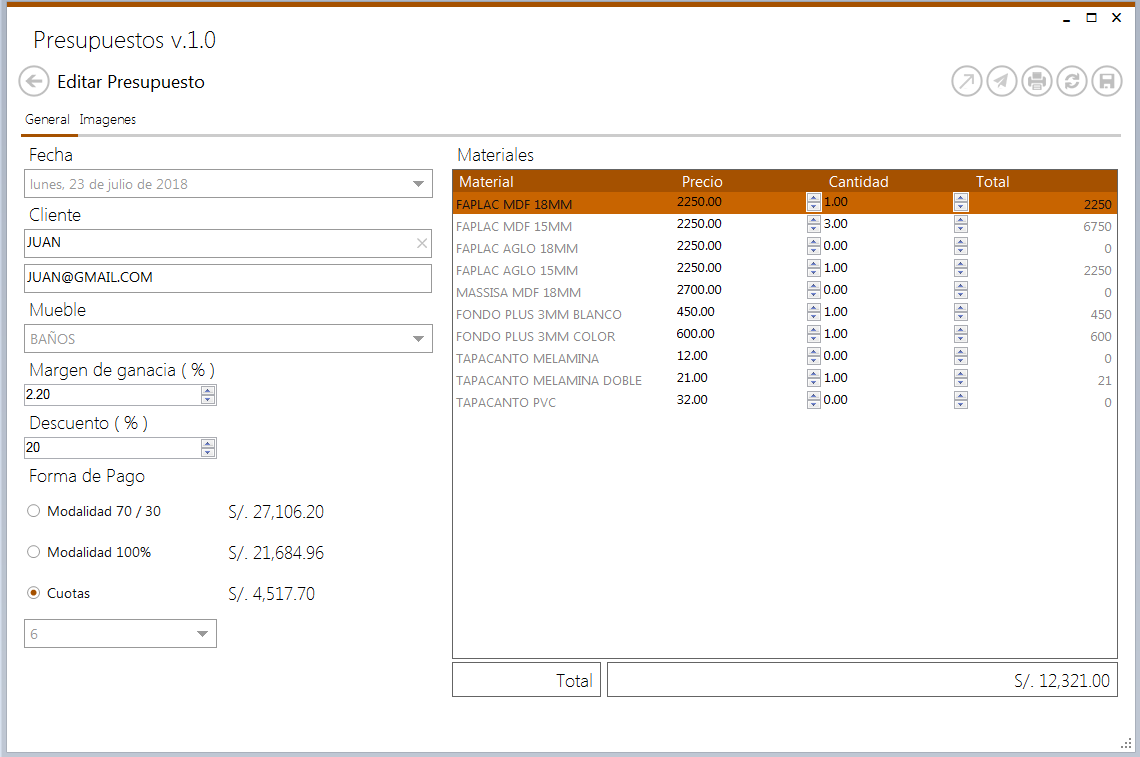 Presupuestos v.1.0
Editar Presupuesto
General Imagenes
Fecha
lunes, 23 de julio de 2018
Cliente
JUAN
JUAN@GMAIL.COM
Mueble
BAÑOS
Margen de ganacia ( % )
2.20
Descuento ( % )
20
Forma de Pago
Modalidad 70 / 30 S/. 27,106.20
Modalidad 100% S/. 21,684.96
Cuotas S/. 4,517.70
6
Materiales
Material Precio Cantidad Total
FAPLAC MDF 18MM 2250.00 1.00 2250
FAPLAC MDF 15MM 2250.00 3.00 6750
FAPLAC AGLO 18MM 2250.00 0.00 0
FAPLAC AGLO 15MM 2250.00 1.00 2250
MASSISA MDF 18MM 2700.00 0.00 0
FONDO PLUS 3MM BLANCO 450.00 1.00 450
FONDO PLUS 3MM COLOR 600.00 1.00 600
TAPACANTO MELAMINA 12.00 0.00 0
TAPACANTO MELAMINA DOBLE 21.00 1.00 21
TAPACANTO PVC 32.00 0.00 0
Total S/. 12,321.00